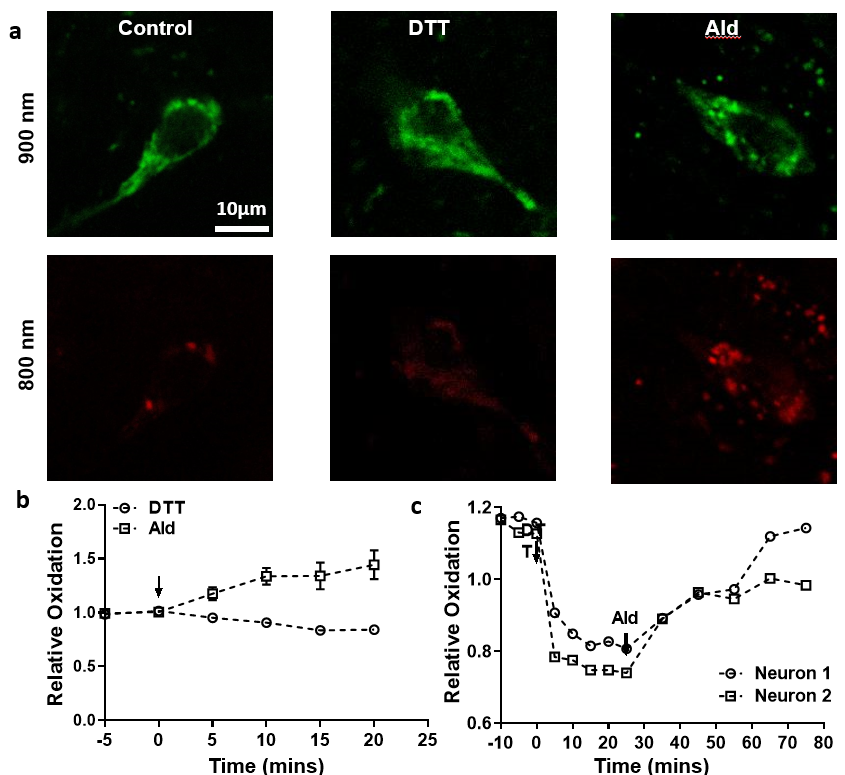 a
Control
DTT
Ald
900 nm
10µm
800 nm
b
2.0
1.5
1.0
0.5
0.0
Relative Oxidation
DTT
Ald
-5
0
5
10
15
20
25
Time (mins)
c
1.2
1.0
0.8
0.6
Relative Oxidation
DT
T
Ald
Neuron 1
Neuron 2
-10
0
10
20
30
40
50
60
70
80
Time (mins)